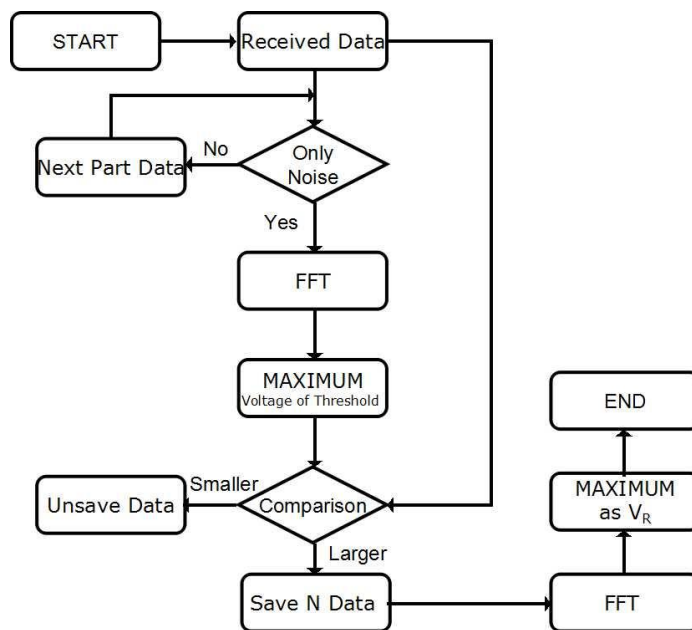 START
Received Data
Only
Noise
No
Next Part Data
Yes
FFT
MAXIMUM
Voltage of Threshold
Comparison
Smaller
Unsave Data
Larger
Save N Data
FFT
MAXIMUM
as V_R
END